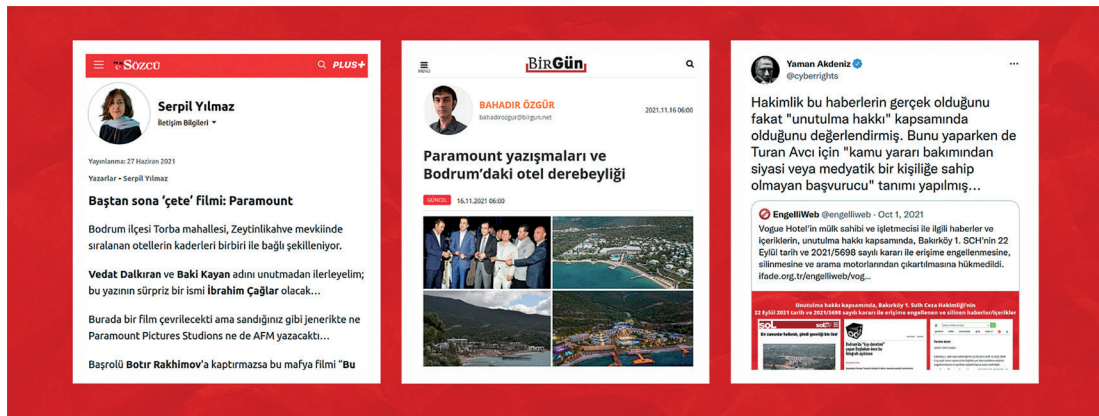 SÖZCÜ
PLUS+
Serpil Yılmaz
İletişim Bilgileri
Yayınlanma: 27 Haziran 2021
Yazarlar • Serpil Yılmaz
Baştan sona ‘çete’ filmi: Paramount
Bodrum ilçesi Torba mahallesi, Zeytinlikahve mevkiinde
sıralanan otellerin kaderleri birbiri ile bağlı şekilleniyor.
Vedat Dalkıran ve Baki Kayan adını unutmadan ilerleyelim;
bu yazının sürpriz bir ismi İbrahim Çağlar olacak…
Burada bir film çevrilecekti ama sandığınız gibi jenerikte ne
Paramount Pictures Studions ne de AFM yazacaktı…
Başrolü Botır Rakhimov'a kaptırmazsa bu mafya filmi “Bu
MENÜ
BirGün
BAHADIR ÖZGÜR
bahadirozgur@birgun.net
2021.11.16 06:00
Paramount yazışmaları ve
Bodrum’daki otel derebeyliği
GÜNCEL
16.11.2021 06:00
Yaman Akdeniz
@cyberrights
Hakimlik bu haberlerin gerçek olduğunu
fakat "unutulma hakkı" kapsamında
olduğunu değerlendirmiş. Bunu yaparken de
Turan Avcı için "kamu yararı bakımından
siyasi veya medyatik bir kişiliğe sahip
olmayan başvurucu" tanımı yapılmış...
EngelliWeb @engelliweb · Oct 1, 2021
Vogue Hotel'in mülk sahibi ve işletmecisi ile ilgili haberler ve
içeriklerin, unutulma hakkı kapsamında, Bakırköy 1. SCH'nin 22
Eylül tarih ve 2021/5698 sayılı kararı ile erişime engellenmesine,
silinmesine ve arama motorlarından çıkartılmasına hükmedildi.
ifade.org.tr/engelliweb/vog...
Unutulma hakkı kapsamında, Bakırköy 1. Sulh Ceza Hakimliği'nin
22 Eylül 2021 tarih ve 2021/5698 sayılı kararı ile erişime engellenen ve silinen haberler/içerikler
soL